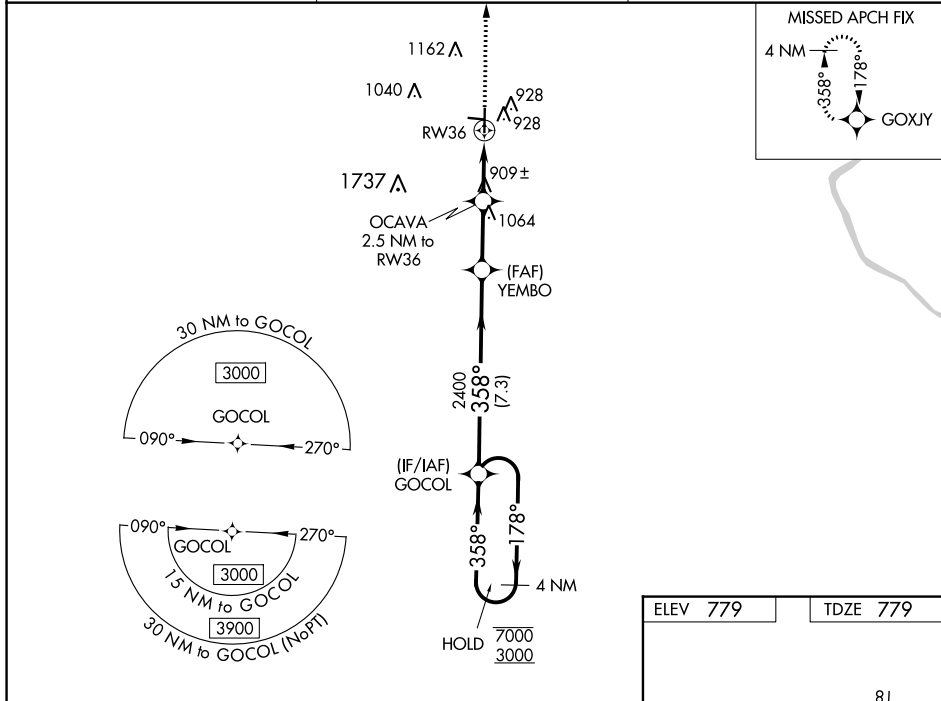 MISSED APCH FIX
4 NM
358°
178°
GOXJY
1162
1040
928
928
RW36
1737
909±
OCAVA
2.5 NM to
RW36
1064
(FAF)
YEMBO
2400
358°
(7.3)
30 NM to GOCOL
3000
GOCOL
090°
270°
(IF/IAF)
GOCOL
358°
178°
4 NM
HOLD
7000
3000
090°
270°
GOCOL
3000
15 NM to GOCOL
3900
30 NM to GOCOL (NoPT)
ELEV 779
TDZE 779